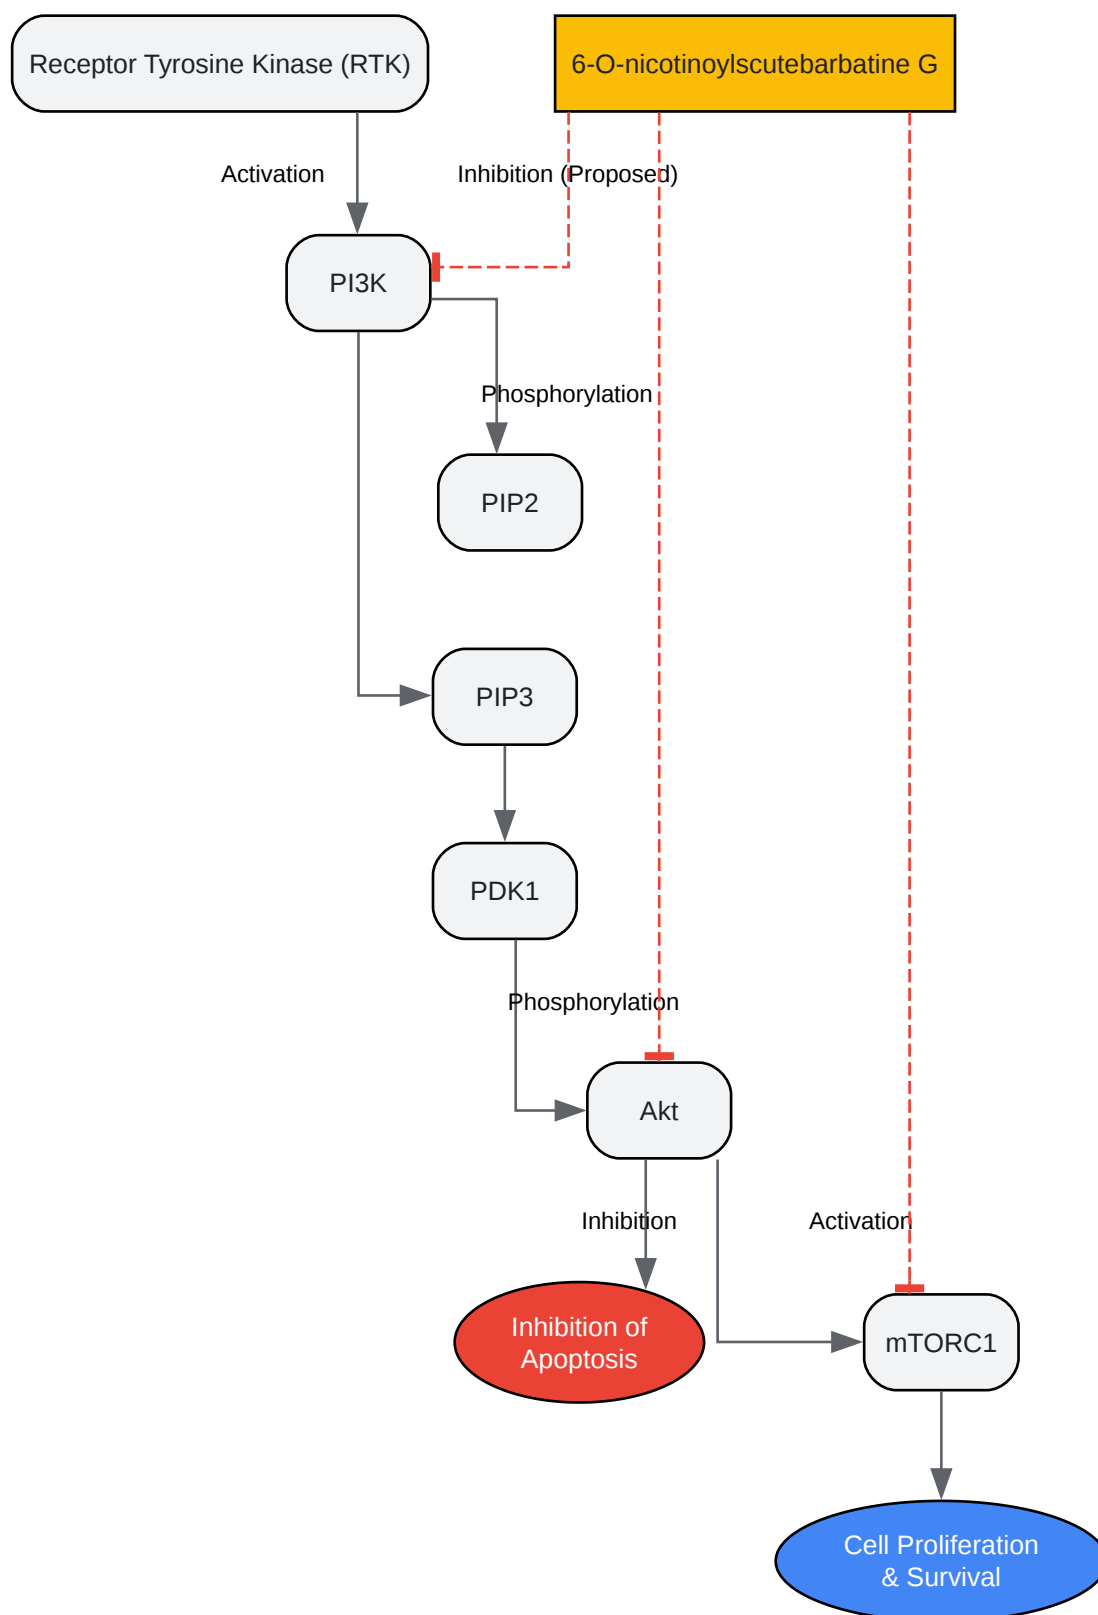 Receptor Tyrosine Kinase (RTK)
6-O-nicotinoylscutebarbatine G
Activation
Inhibition (Proposed)
PI3K
Phosphorylation
PIP2
PIP3
PDK1
Phosphorylation
Akt
Inhibition
Activation
Inhibition of
Apoptosis
mTORC1
Cell Proliferation
& Survival